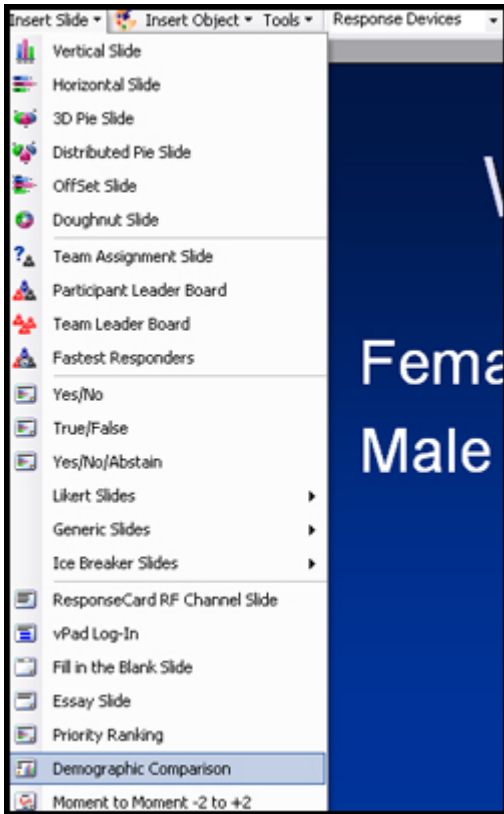 Insert Slide Insert Object Tools Response Devices
Vertical Slide
Horizontal Slide
3D Pie Slide
Distributed Pie Slide
OffSet Slide
Doughnut Slide
Team Assignment Slide
Participant Leader Board
Team Leader Board
Fastest Responders
Yes/No
True/False
Yes/No/Abstain
Likert Slides
Generic Slides
Ice Breaker Slides
ResponseCard RF Channel Slide
vPad Log-In
Fill in the Blank Slide
Essay Slide
Priority Ranking
Demographic Comparison
Moment to Moment -2 to +2
Fema
Male